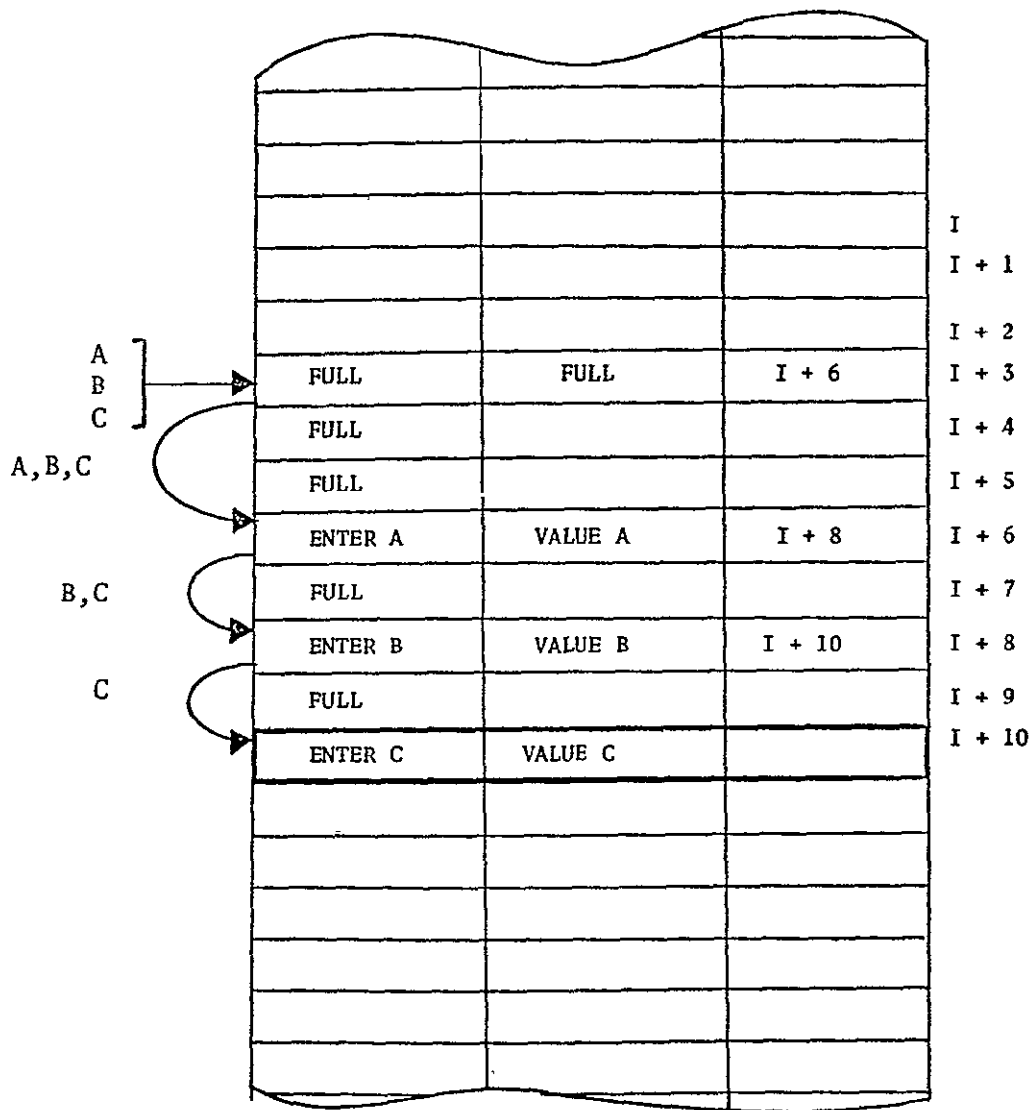 I
I + 1
I + 2
A
B
C
FULL FULL I + 6 I + 3
FULL I + 4
A,B,C
FULL I + 5
ENTER A VALUE A I + 8 I + 6
B,C
FULL I + 7
ENTER B VALUE B I + 10 I + 8
C
FULL I + 9
ENTER C VALUE C I + 10